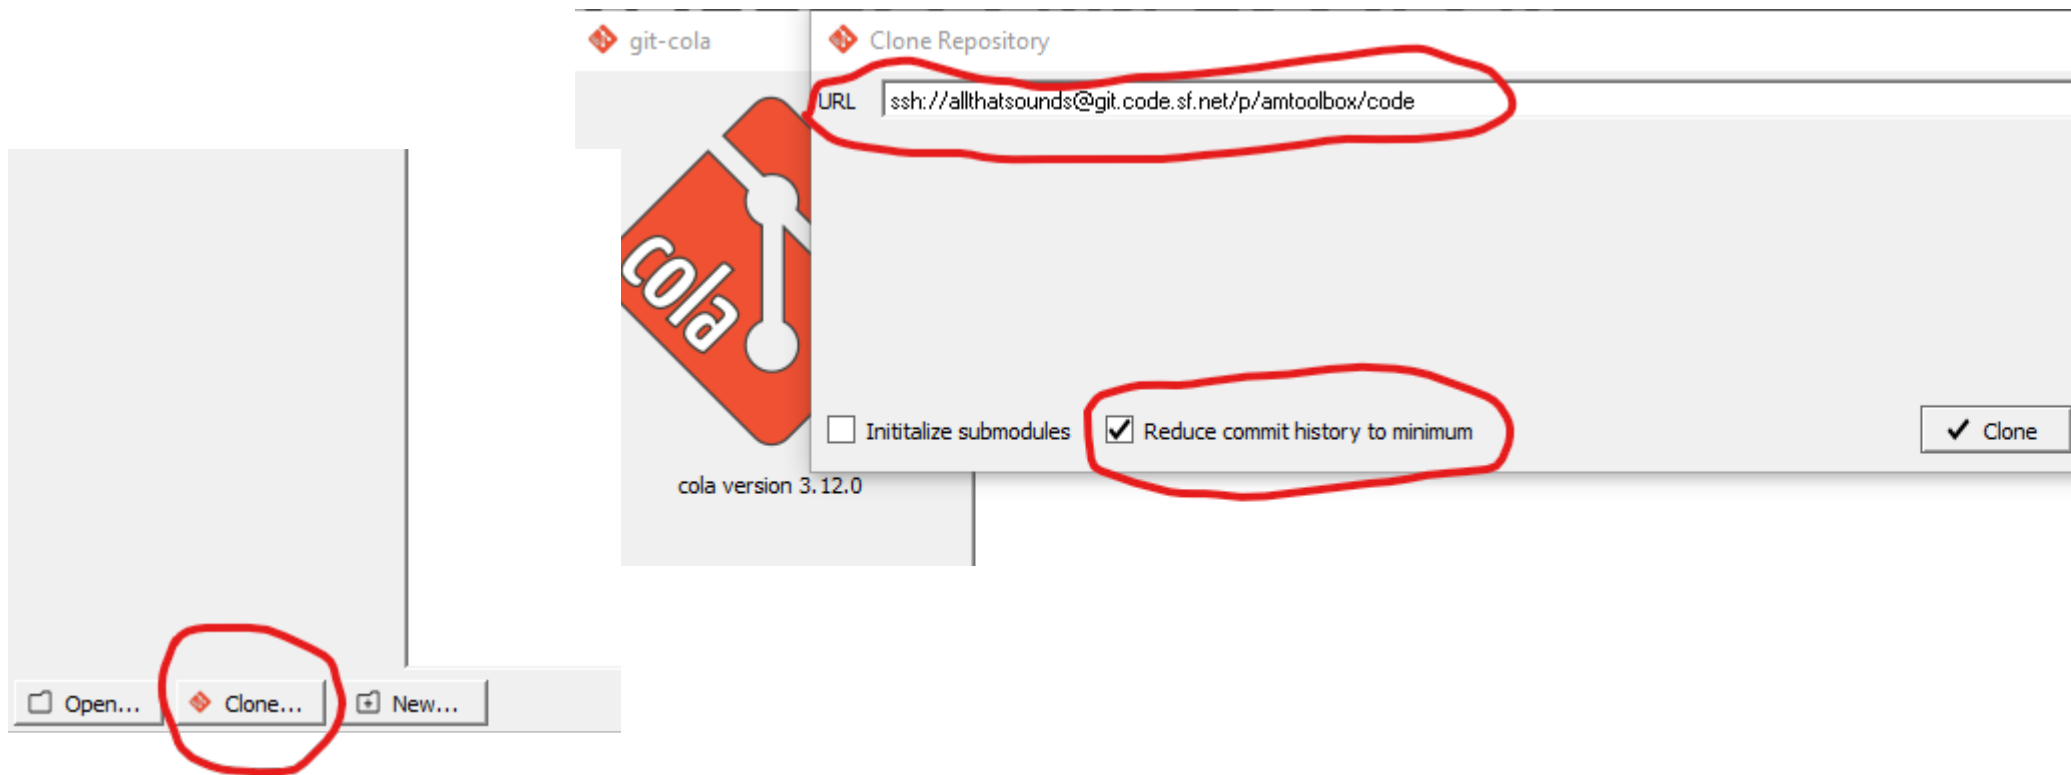 git-cola
Clone Repository
URL
ssh://allthatsounds@git.code.sf.net/p/amtoolbox/code
cola
Inititalize submodules
Reduce commit history to minimum
Clone
cola version 3.12.0
Open...
Clone...
New...